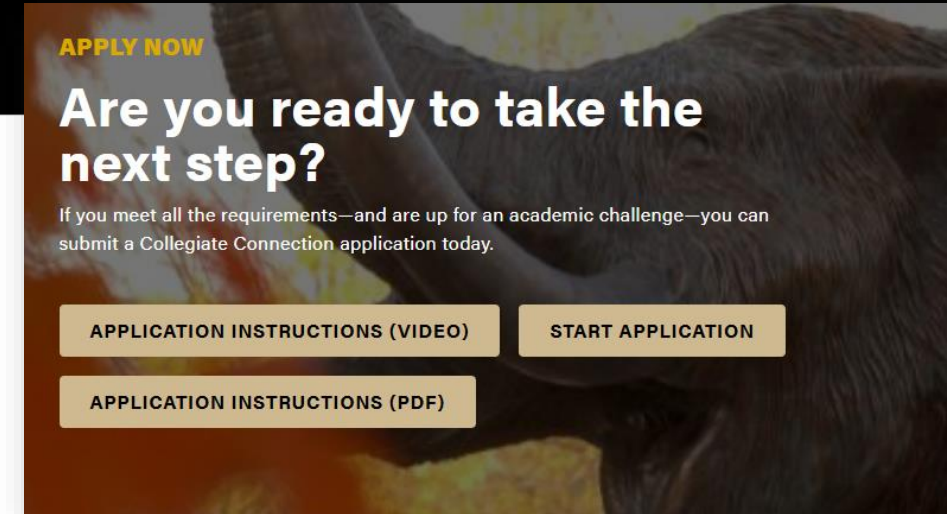 APPLY NOW
Are you ready to take the
next step?
If you meet all the requirements—and are up for an academic challenge—you can
submit a Collegiate Connection application today.
APPLICATION INSTRUCTIONS (VIDEO)
START APPLICATION
APPLICATION INSTRUCTIONS (PDF)